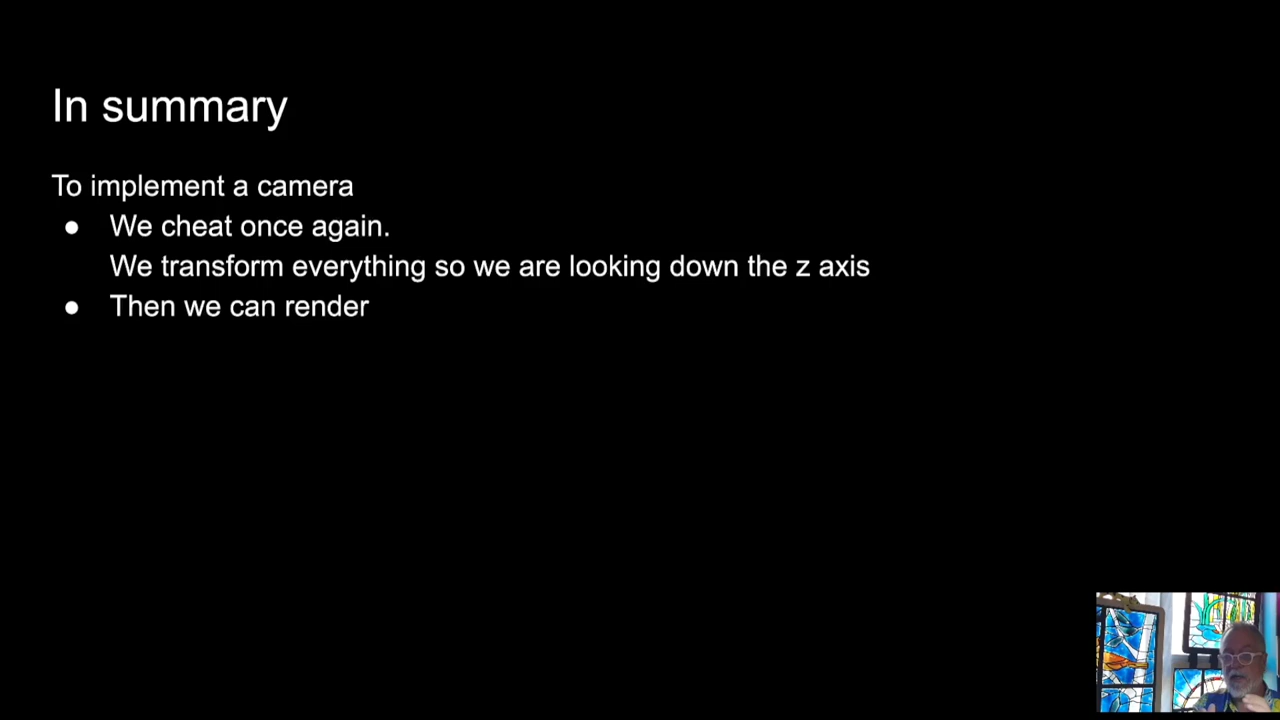 In summary
To implement a camera
● We cheat once again.
We transform everything so we are looking down the z axis
● Then we can render